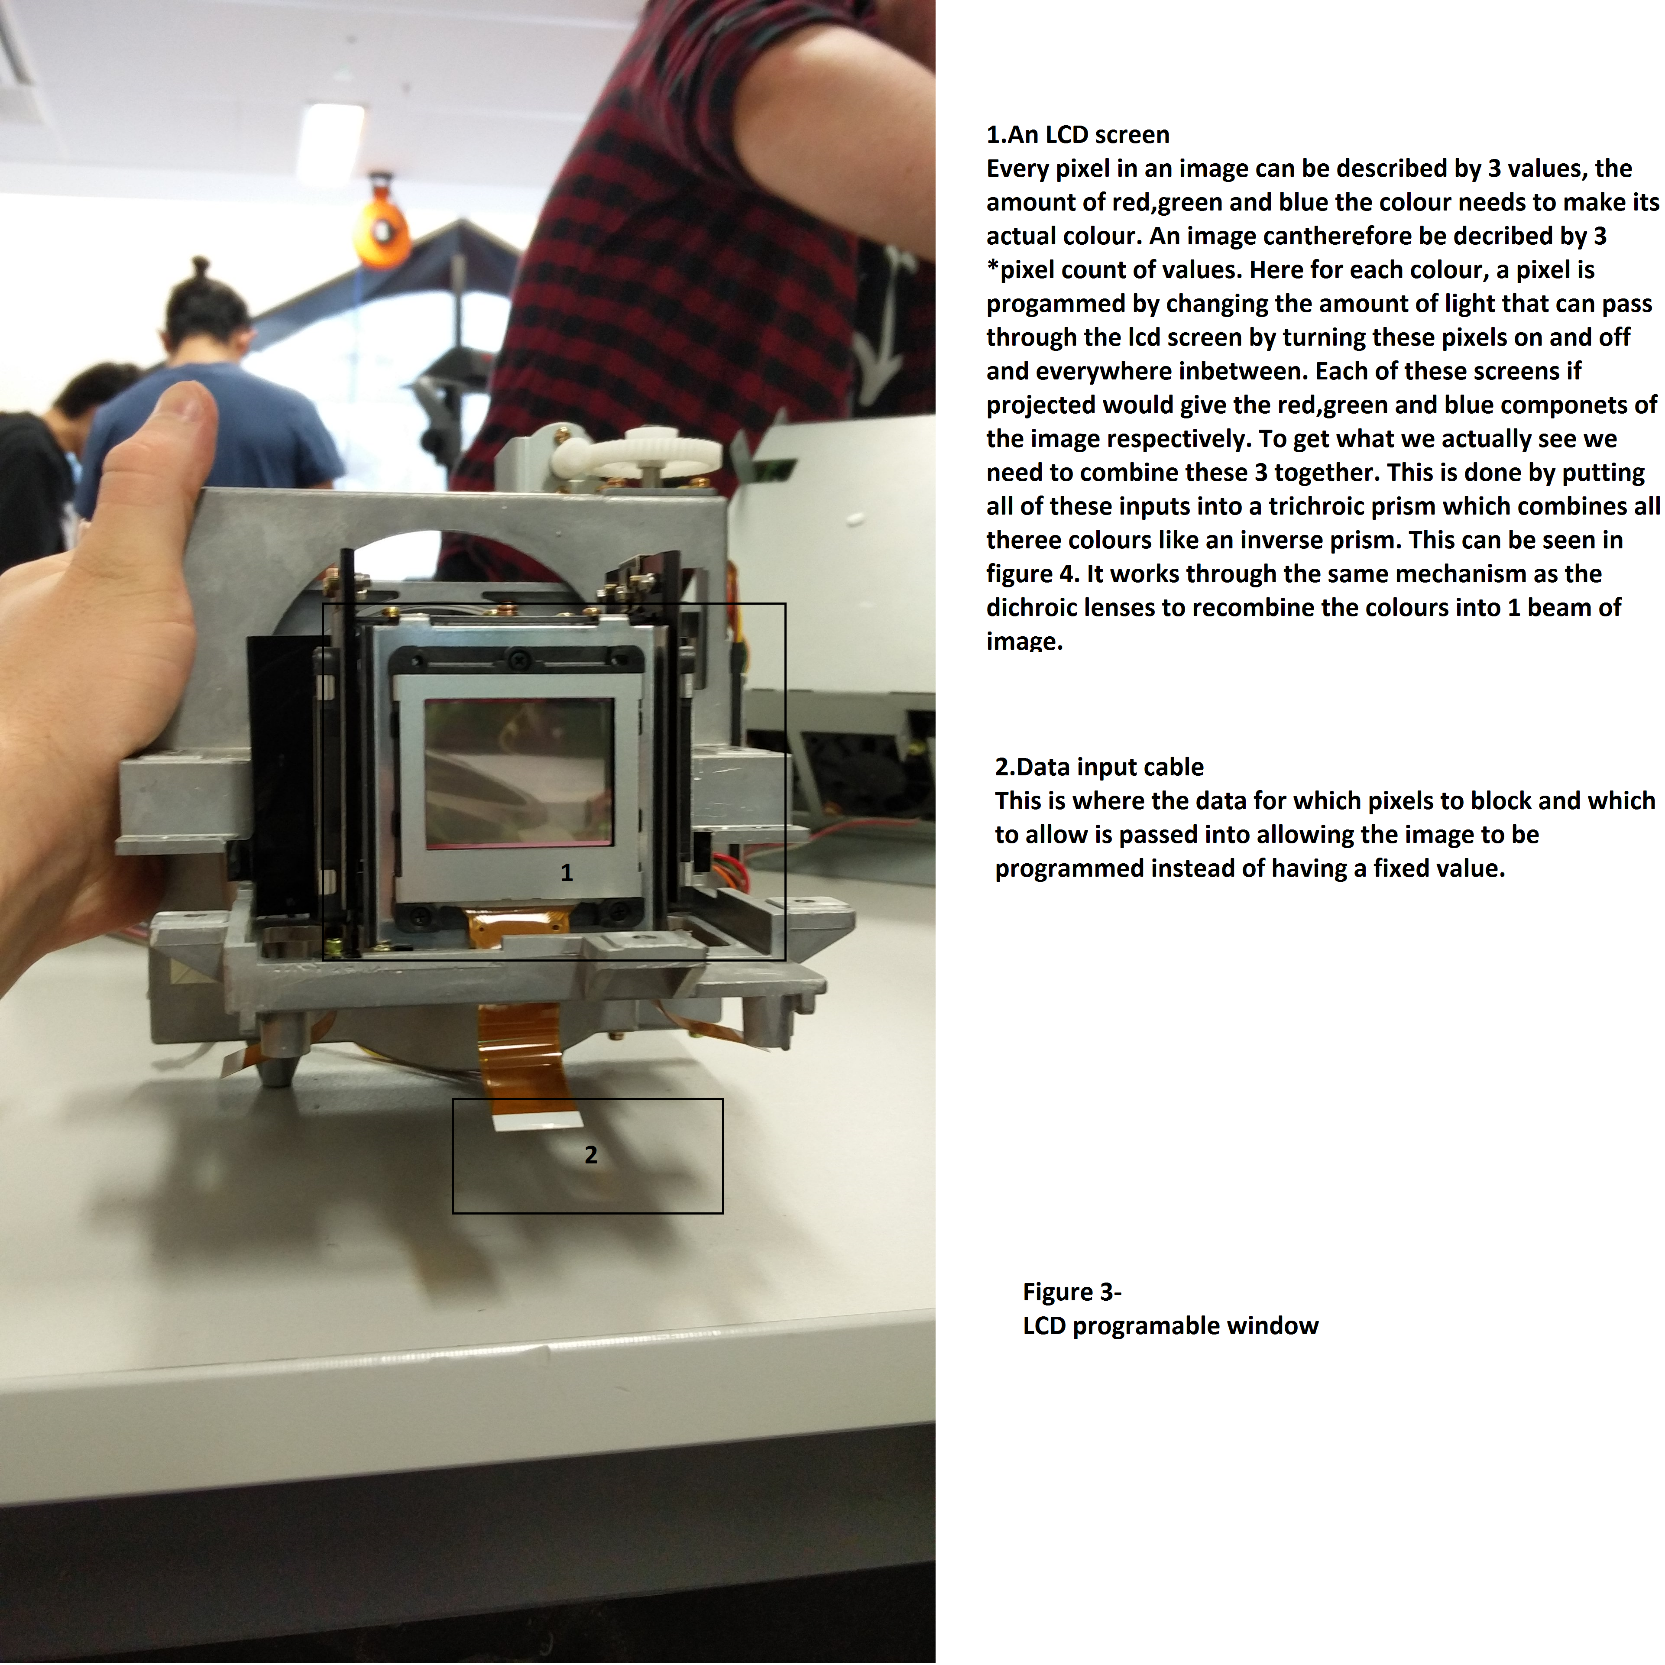 1.An LCD screen
Every pixel in an image can be described by 3 values, the
amount of red,green and blue the colour needs to make its
actual colour. An image cantherefore be decribed by 3
*pixel count of values. Here for each colour, a pixel is
progammed by changing the amount of light that can pass
through the lcd screen by turning these pixels on and off
and everywhere inbetween. Each of these screens if
projected would give the red,green and blue componets of
the image respectively. To get what we actually see we
need to combine these 3 together. This is done by putting
all of these inputs into a trichroic prism which combines all
theree colours like an inverse prism. This can be seen in
figure 4. It works through the same mechanism as the
dichroic lenses to recombine the colours into 1 beam of
image.
1
2.Data input cable
This is where the data for which pixels to block and which
to allow is passed into allowing the image to be
programmed instead of having a fixed value.
2
Figure 3-
LCD programable window